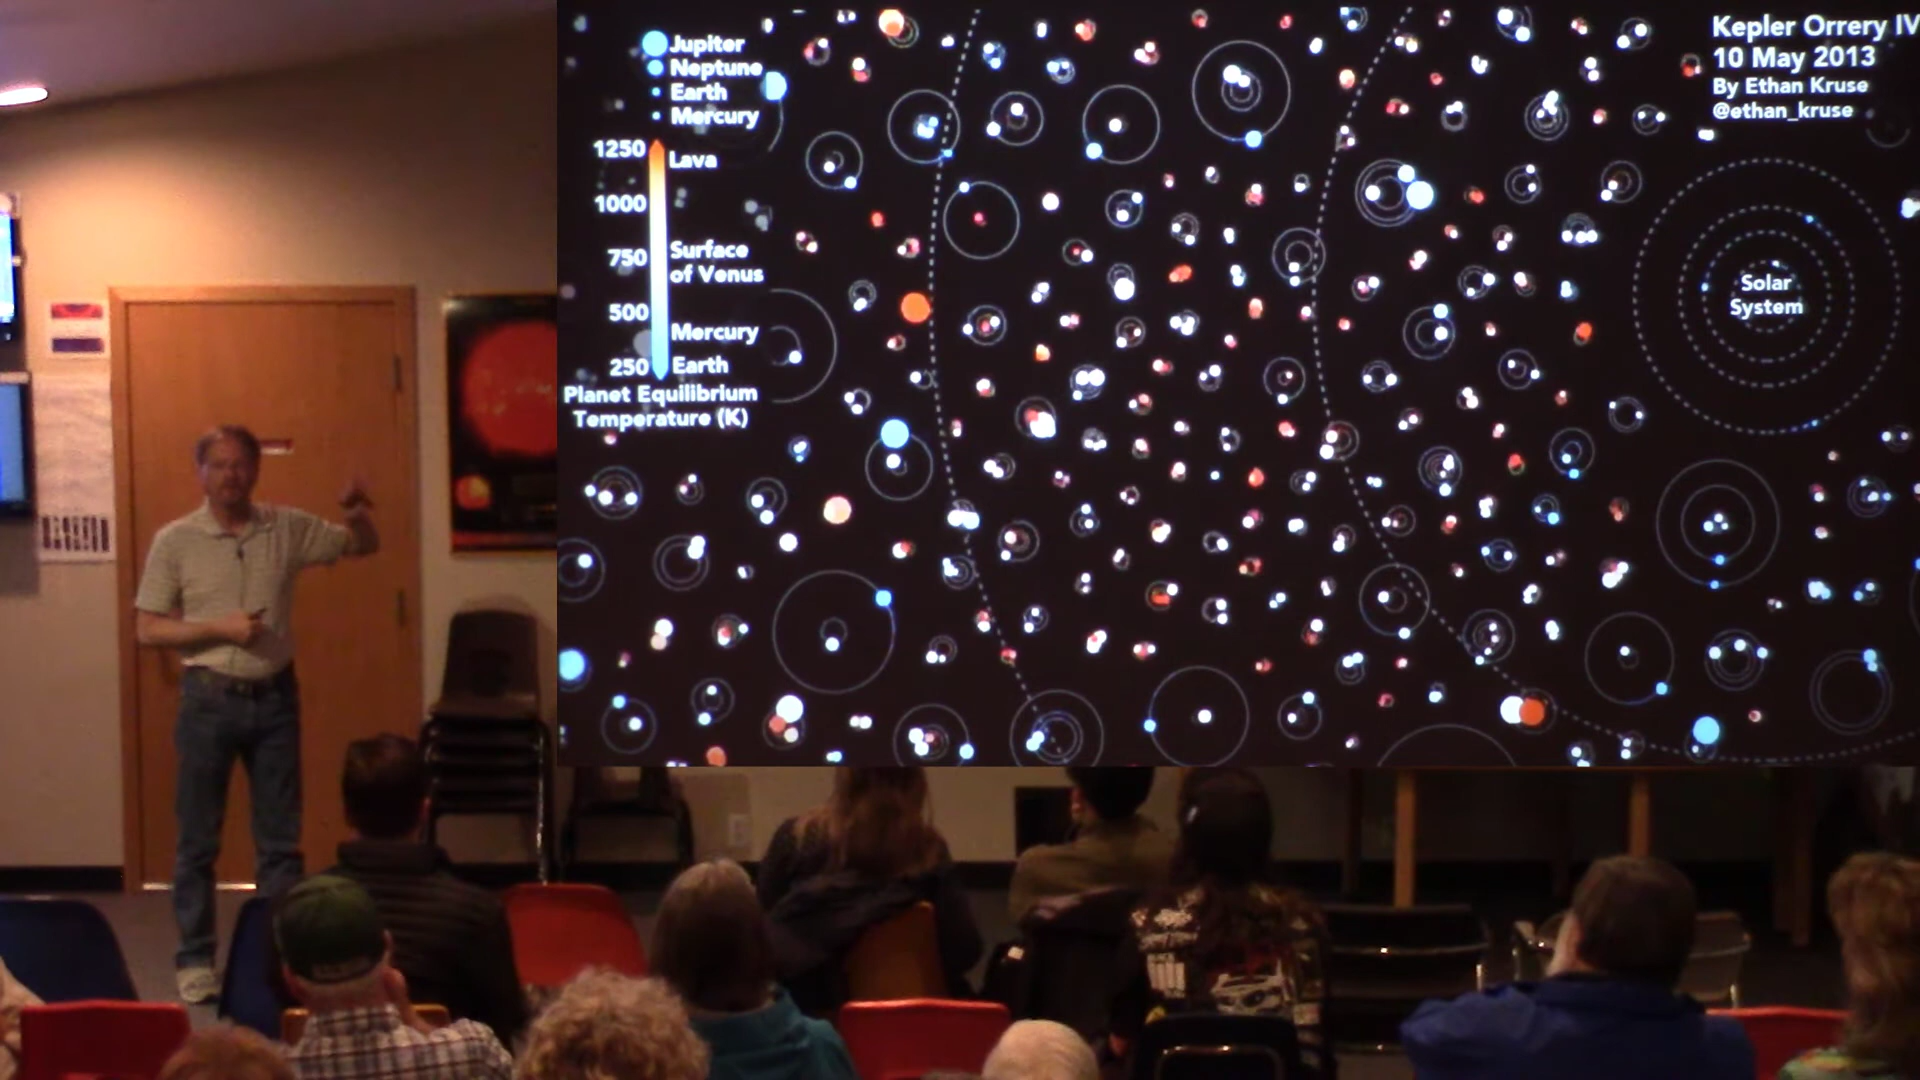 Jupiter
Neptune
Earth
Mercury
1250
Lava
1000
750
Surface
of Venus
500
Mercury
250
Earth
Planet Equilibrium
Temperature (K)
Kepler Orrery IV
10 May 2013
By Ethan Kruse
@ethan_kruse
Solar
System